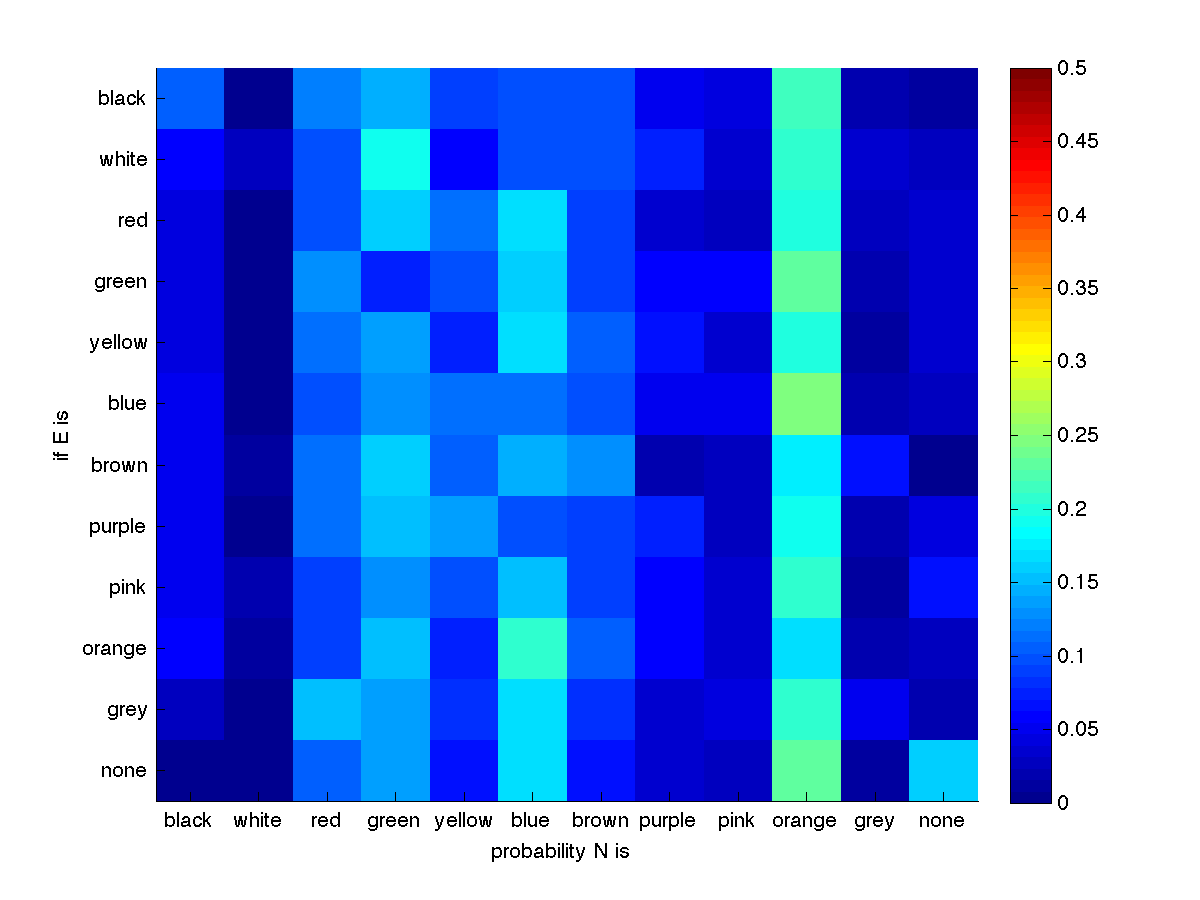 black
white
red
green
yellow
blue
brown
purple
pink
orange
grey
none
if E is
black white red green yellow blue brown purple pink orange grey none
probability N is
0.5
0.45
0.4
0.35
0.3
0.25
0.2
0.15
0.1
0.05
0